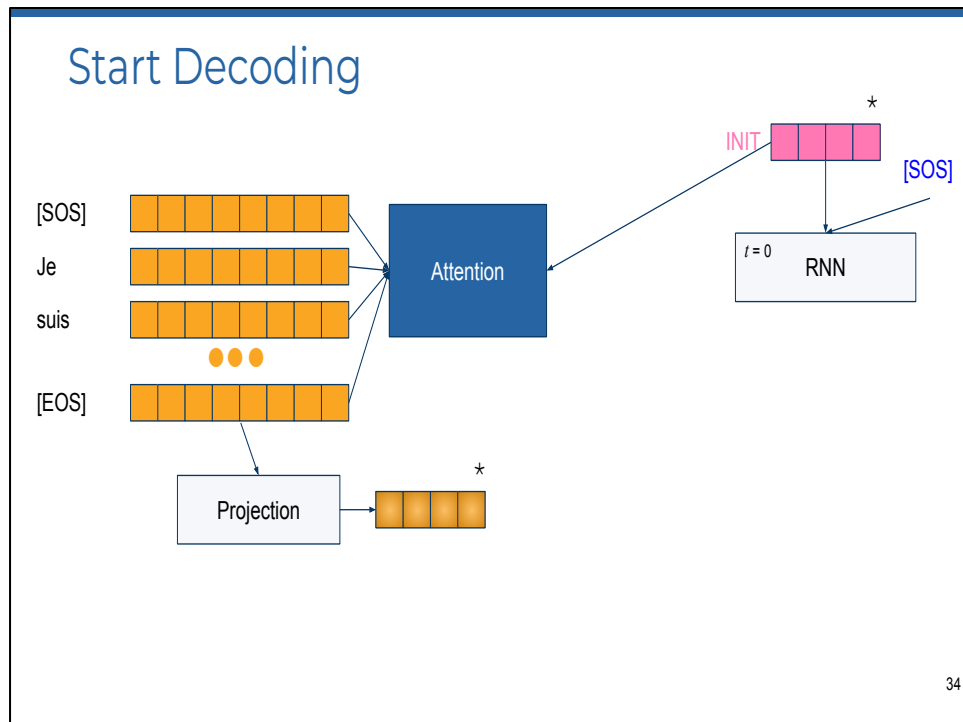 Start Decoding
*
INIT
[SOS]
[SOS]
Je
suis
[EOS]
Attention
t = 0
RNN
*
Projection
34